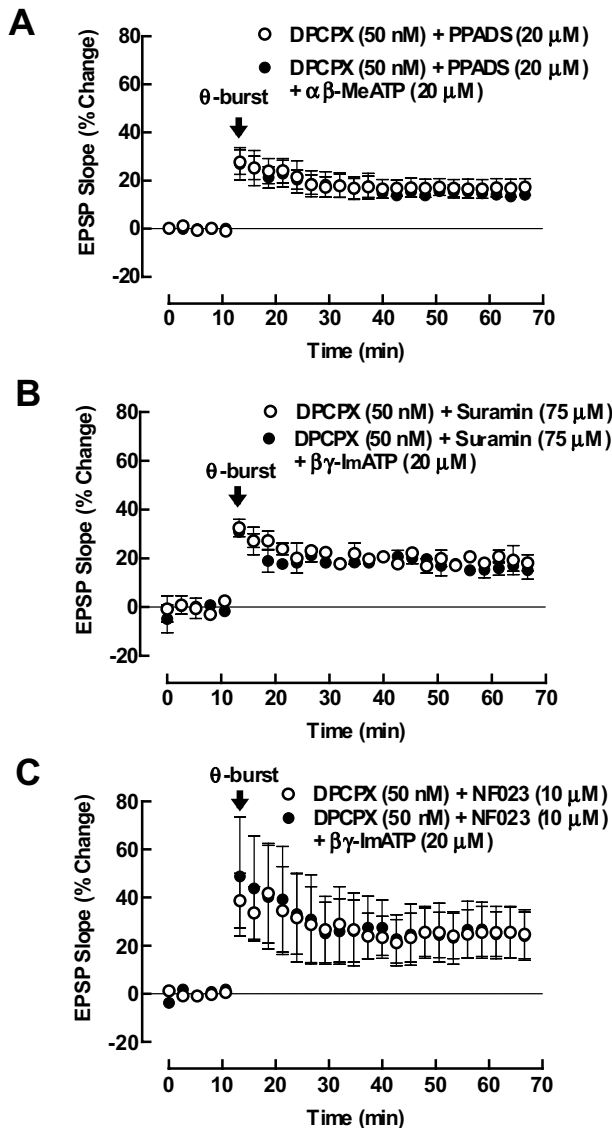 A
DPCPX (50 nM) + PPADS (20 μM)
DPCPX (50 nM) + PPADS (20 μM)
+ αβ-MeATP (20 μM)
θ-burst
EPSP Slope (% Change)
80
60
40
20
0
-20
0 10 20 30 40 50 60 70
Time (min)
B
DPCPX (50 nM) + Suramin (75 μM)
DPCPX (50 nM) + Suramin (75 μM)
+ βγ-ImATP (20 μM)
θ-burst
EPSP Slope (% Change)
80
60
40
20
0
-20
0 10 20 30 40 50 60 70
Time (min)
C
θ-burst
DPCPX (50 nM) + NF023 (10 μM)
DPCPX (50 nM) + NF023 (10 μM)
+ βγ-ImATP (20 μM)
EPSP Slope (% Change)
80
60
40
20
0
-20
0 10 20 30 40 50 60 70
Time (min)